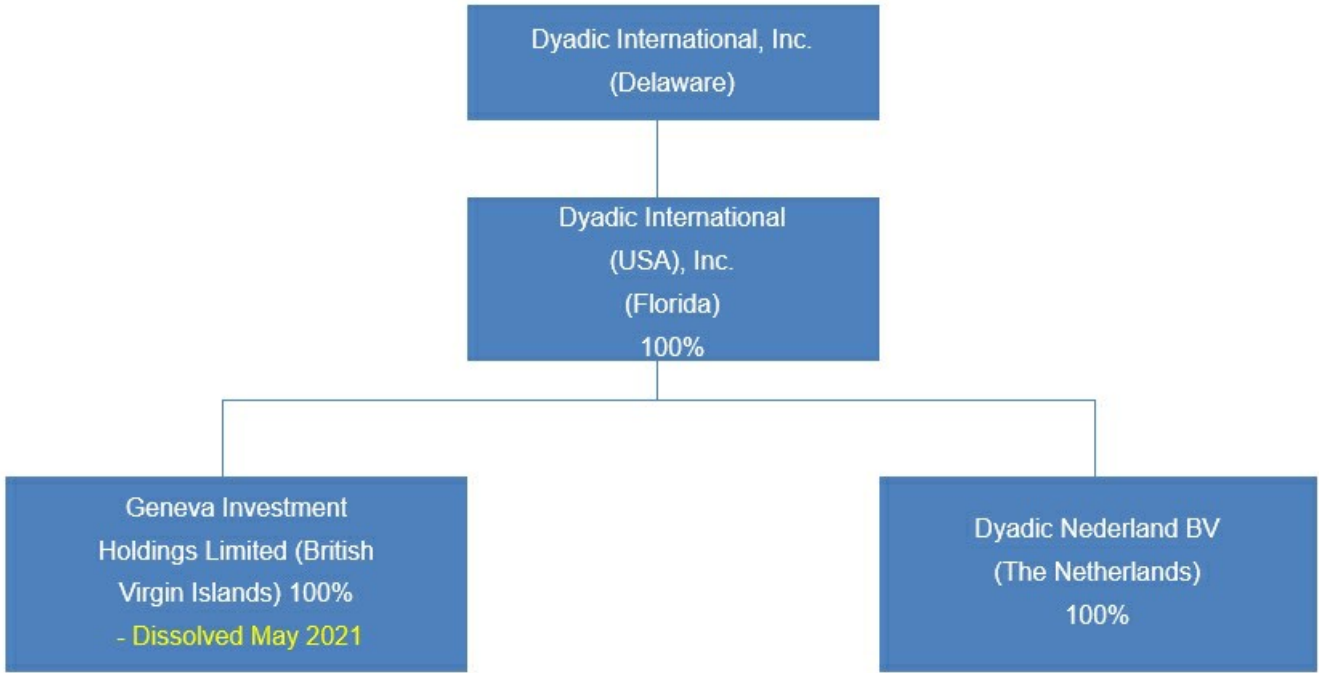 Dyadic International, Inc.
(Delaware)
Dyadic International
(USA), Inc.
(Florida)
100%
Geneva Investment
Holdings Limited (British
Virgin Islands) 100%
- Dissolved May 2021
Dyadic Nederland BV
(The Netherlands)
100%